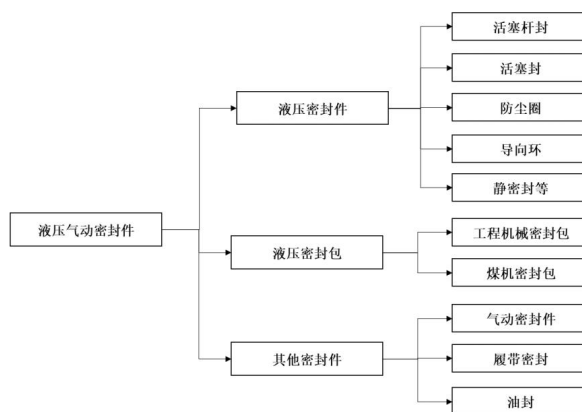 活塞杆封
活塞封
液压密封件
防尘圈
导向环
静密封等
液压气动密封件
工程机械密封包
液压密封包
煤机密封包
气动密封件
其他密封件
履带密封
油封